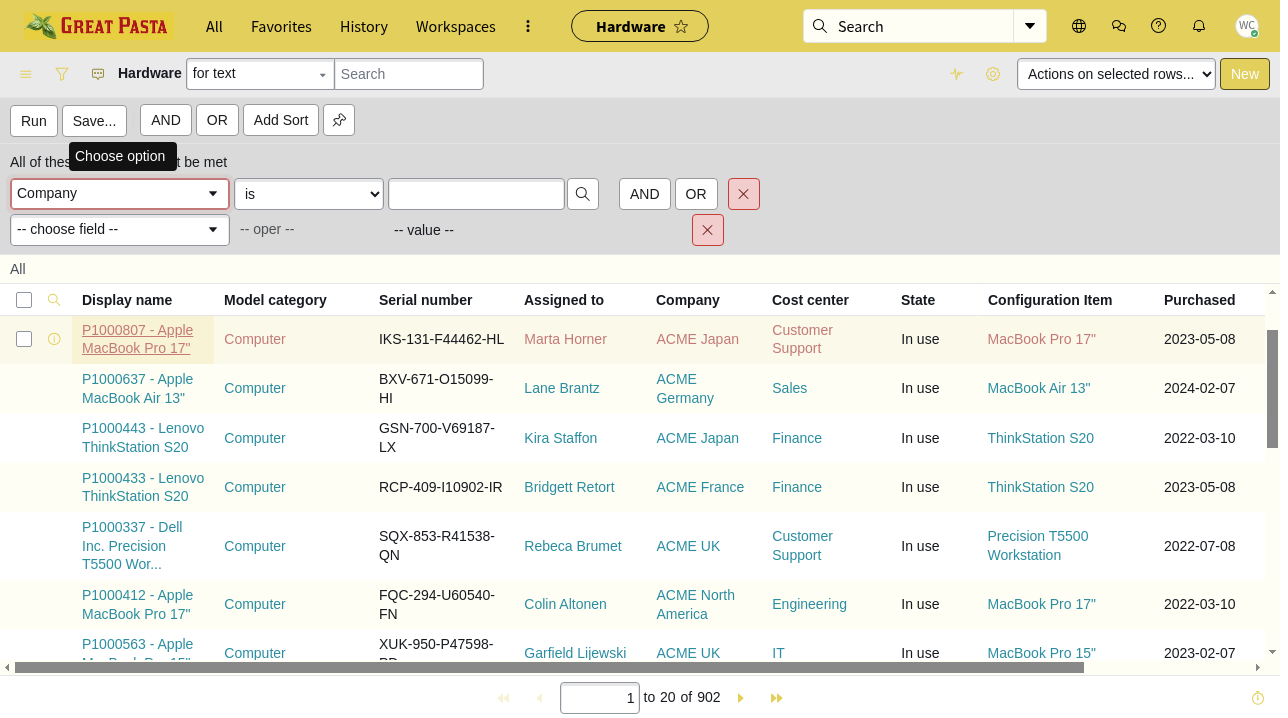 GREAT PASTA
All
Favorites
History
Workspaces
Hardware
Search
WC
Hardware
for text
Search
Actions on selected rows...
New
Run
Save...
AND
OR
Add Sort
Choose option
All of thes
t be met
Company
is
AND
OR
-- choose field --
-- oper --
-- value --
All
Display name Model category Serial number Assigned to Company Cost center State Configuration Item Purchased
P1000807 - Apple MacBook Pro 17" Computer IKS-131-F44462-HL Marta Horner ACME Japan Customer Support In use MacBook Pro 17" 2023-05-08
P1000637 - Apple MacBook Air 13" Computer BXV-671-O15099-HI Lane Brantz ACME Germany Sales In use MacBook Air 13" 2024-02-07
P1000443 - Lenovo ThinkStation S20 Computer GSN-700-V69187-LX Kira Staffon ACME Japan Finance In use ThinkStation S20 2022-03-10
P1000433 - Lenovo ThinkStation S20 Computer RCP-409-I10902-IR Bridgett Retort ACME France Finance In use ThinkStation S20 2023-05-08
P1000337 - Dell Inc. Precision T5500 Wor... Computer SQX-853-R41538-QN Rebeca Brumet ACME UK Customer Support In use Precision T5500 Workstation 2022-07-08
P1000412 - Apple MacBook Pro 17" Computer FQC-294-U60540-FN Colin Altonen ACME North America Engineering In use MacBook Pro 17" 2022-03-10
P1000563 - Apple MacBook Pro 15" Computer XUK-950-P47598- Garfield Lijewski ACME UK IT In use MacBook Pro 15" 2023-02-07
1 to 20 of 902